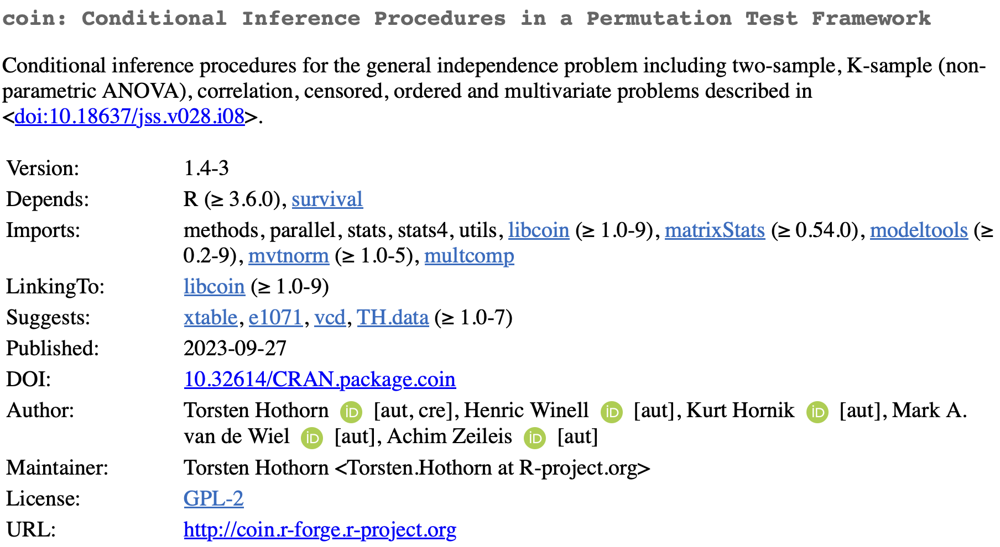 coin: Conditional Inference Procedures in a Permutation Test Framework
Conditional inference procedures for the general independence problem including two-sample, K-sample (non-
parametric ANOVA), correlation, censored, ordered and multivariate problems described in
<doi:10.18637/jss.v028.i08>.
Version: 1.4-3
Depends: R (≥ 3.6.0), survival
Imports: methods, parallel, stats, stats4, utils, libcoin (≥ 1.0-9), matrixStats (≥ 0.54.0), modeltools (≥
0.2-9), mvtnorm (≥ 1.0-5), multcomp
LinkingTo: libcoin (≥ 1.0-9)
Suggests: xtable, e1071, vcd, TH.data (≥ 1.0-7)
Published: 2023-09-27
DOI: 10.32614/CRAN.package.coin
Author: Torsten Hothorn iD [aut, cre], Henric Winell iD [aut], Kurt Hornik iD [aut], Mark A.
van de Wiel iD [aut], Achim Zeileis iD [aut]
Maintainer: Torsten Hothorn <Torsten.Hothorn at R-project.org>
License: GPL-2
URL: http://coin.r-forge.r-project.org